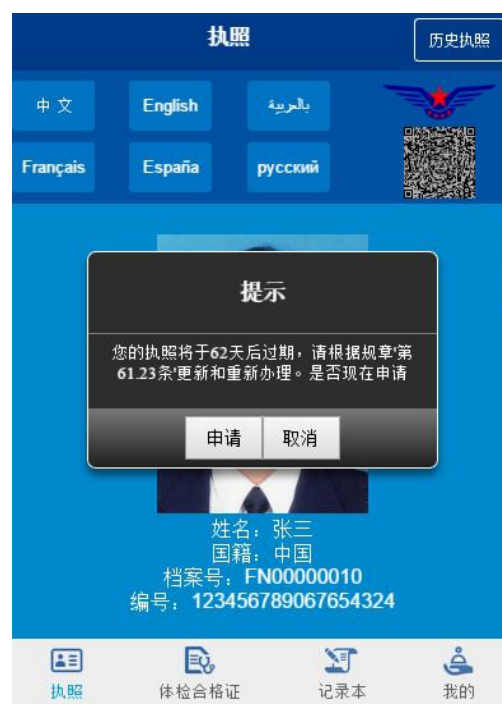 执照
历史执照
中文
English
بالعربية
Français
España
русский
提示
您的执照将于62天后过期，请根据规章'第
61.23条'更新和重新办理。是否现在申请
申请
取消
姓名：张三
国籍：中国
档案号：FN00000010
编号：123456789067654324
执照
体检合格证
记录本
我的